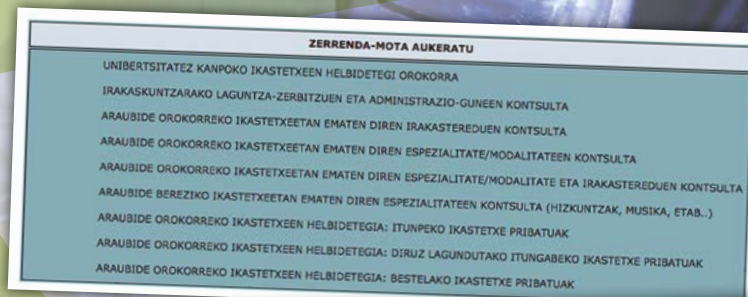 ZERRENDA-MOTA AUKERATU
UNIBERTSITATEZ KANPOKO IKASTETXEEN HELBIDETEGI OROKORRA
IRAKASKUNTZARAKO LAGUNTZA-ZERBITZUEN ETA ADMINISTRAZIO-GUNEEN KONTSULTA
ARAUBIDE OROKORREKO IKASTETXEETAN EMATEN DIREN IRAKASTEREDUEN KONTSULTA
ARAUBIDE OROKORREKO IKASTETXEETAN EMATEN DIREN ESPEZIALITATE/MODALITATEEN KONTSULTA
ARAUBIDE OROKORREKO IKASTETXEETAN EMATEN DIREN ESPEZIALITATE/MODALITATE ETA IRAKASTEREDUEN KONTSULTA
ARAUBIDE BEREZIKO IKASTETXEETAN EMATEN DIREN ESPEZIALITATEEN KONTSULTA (HIZKUNTZAK, MUSIKA, ETAB..)
ARAUBIDE OROKORREKO IKASTETXEEN HELBIDETEGIA: ITUNPEKO IKASTETXE PRIBATUAK
ARAUBIDE OROKORREKO IKASTETXEEN HELBIDETEGIA: DIRUZ LAGUNDUTAKO ITUNGABEKO IKASTETXE PRIBATUAK
ARAUBIDE OROKORREKO IKASTETXEEN HELBIDETEGIA: BESTELAKO IKASTETXE PRIBATUAK